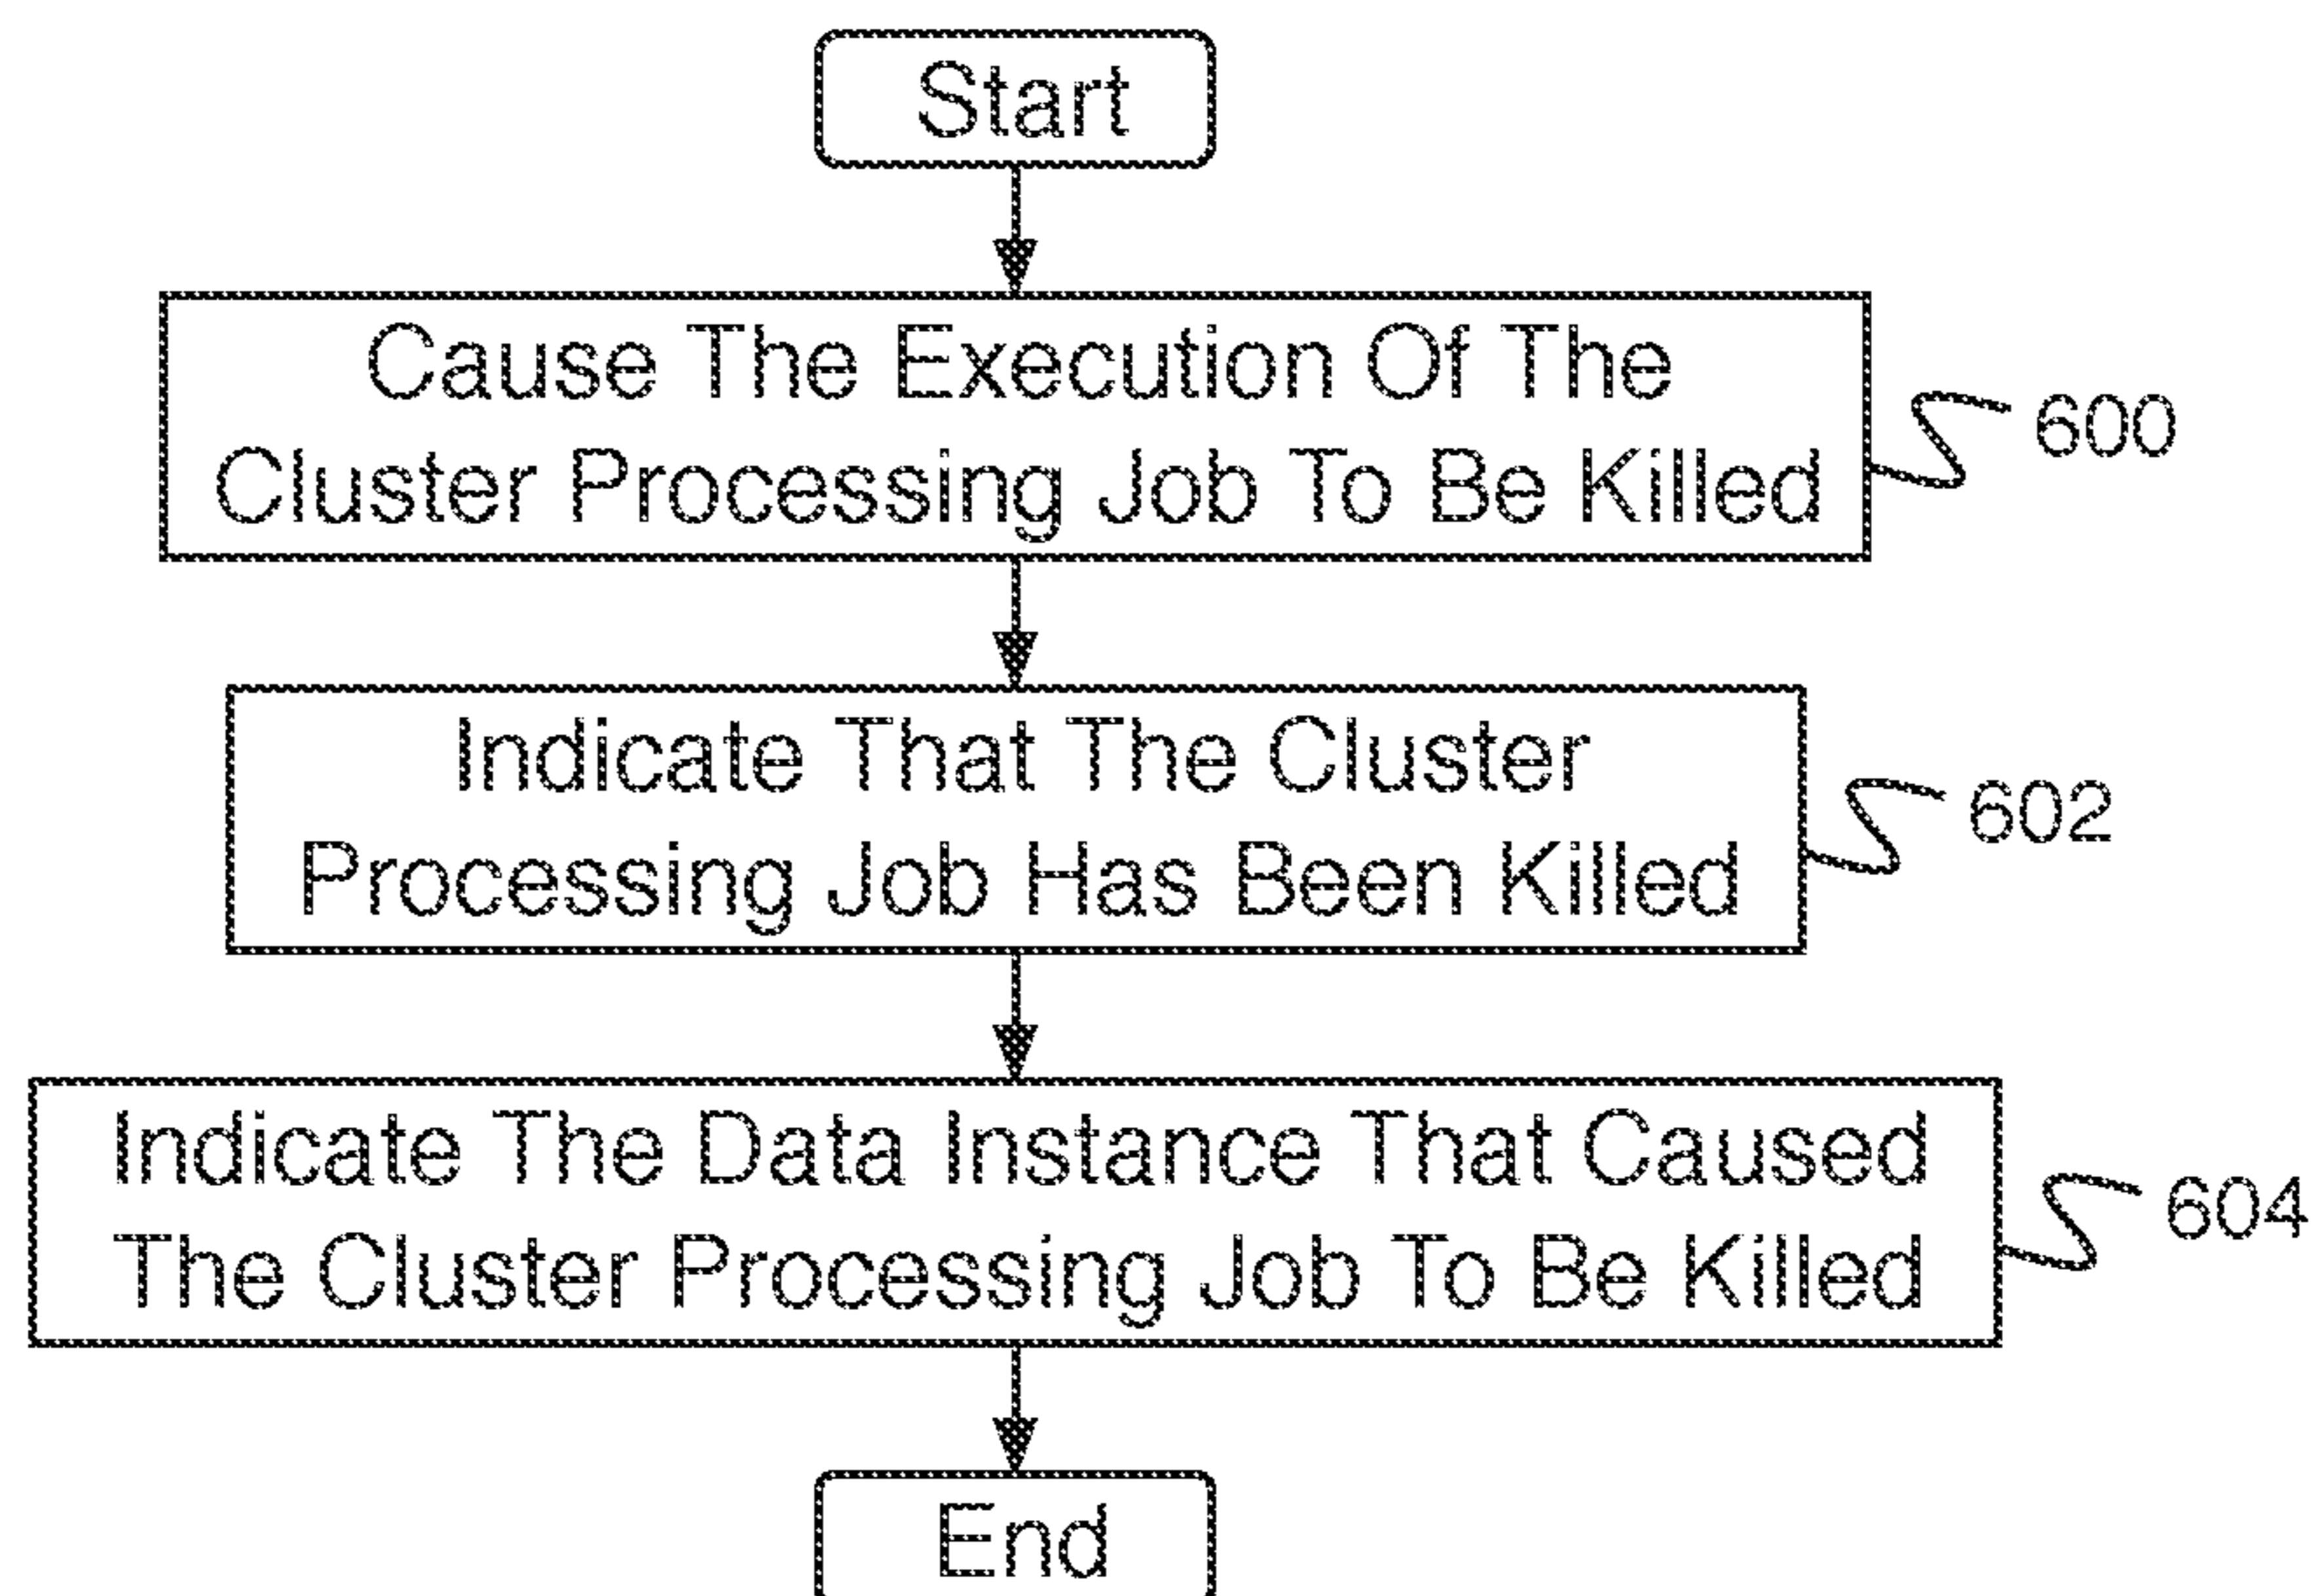 Start
Cause The Execution Of The
Cluster Processing Job To Be Killed
600
Indicate That The Cluster
Processing Job Has Been Killed
602
Indicate The Data Instance That Caused
The Cluster Processing Job To Be Killed
604
End